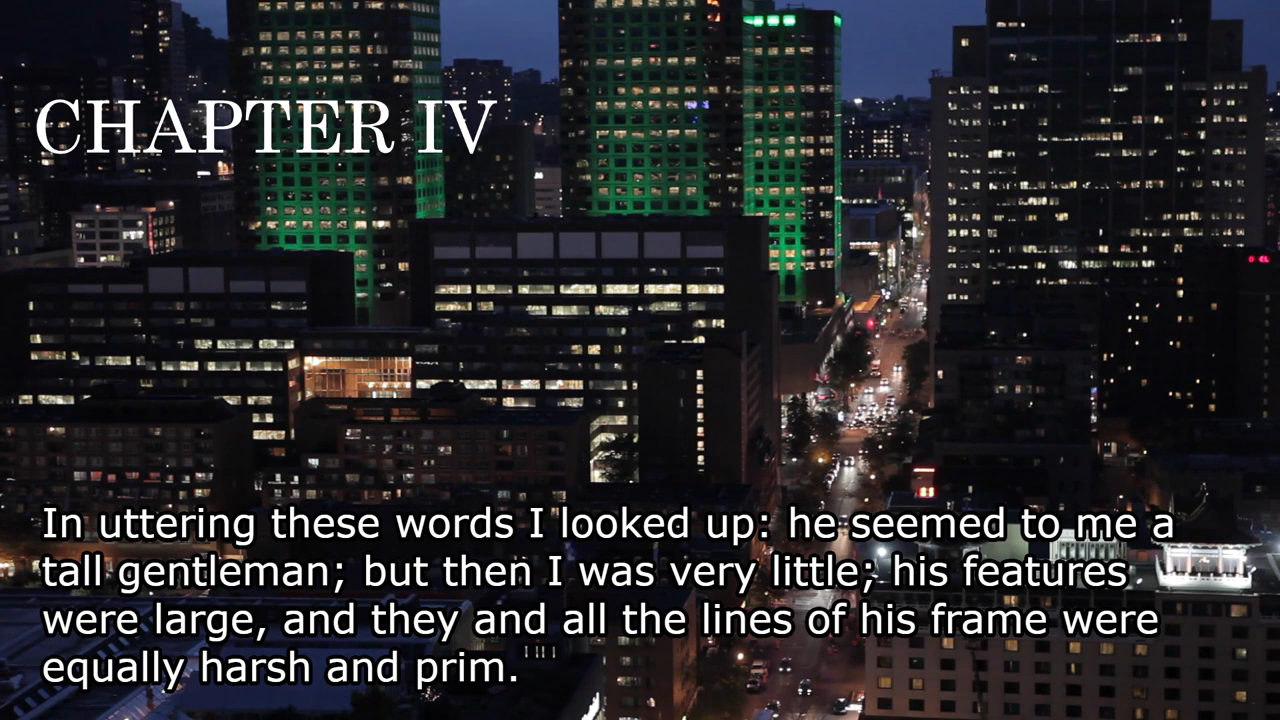 CHAPTER IV
In uttering these words I looked up: he seemed to me a
tall gentleman; but then I was very little; his features
were large, and they and all the lines of his frame were
equally harsh and prim.